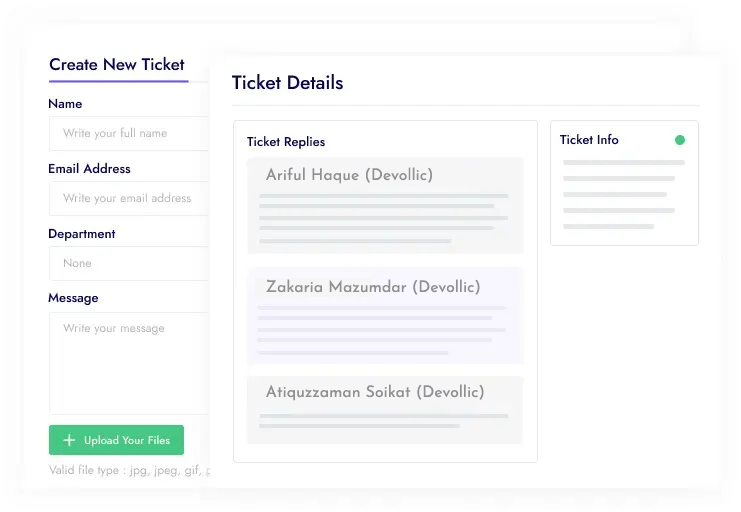 Create New Ticket
Name
Write your full name
Email Address
Write your email address
Department
None
Message
Write your message
Upload Your Files
Valid file type : jpg, jpeg, gif,
Ticket Details
Ticket Replies
Ariful Haque (Devollic)
Zakaria Mazumdar (Devollic)
Atiquzzaman Soikat (Devollic)
Ticket Info